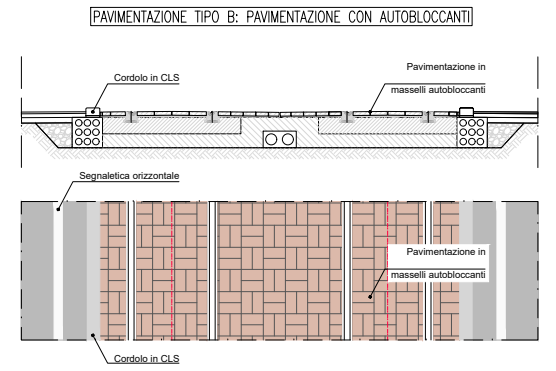 PAVIMENTAZIONE TIPO B: PAVIMENTAZIONE CON AUTOBLOCCANTI
Pavimentazione in
masselli autobloccanti
Cordolo in CLS
Segnaletica orizzontale
Pavimentazione in
masselli autobloccanti
Cordolo in CLS